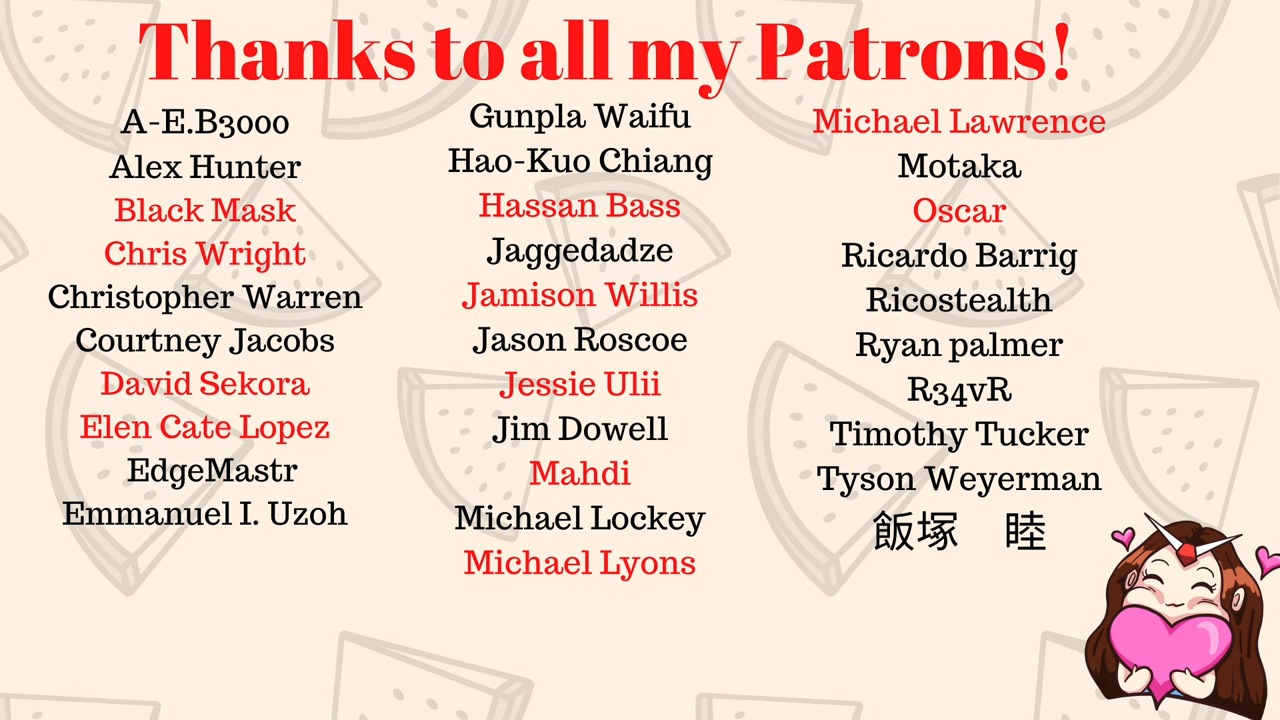 Thanks to all my Patrons!
A-E.B3000
Alex Hunter
Black Mask
Chris Wright
Christopher Warren
Courtney Jacobs
David Sekora
Elen Cate Lopez
EdgeMastr
Emmanuel I. Uzoh
Gunpla Waifu
Hao-Kuo Chiang
Hassan Bass
Jaggedadze
Jamison Willis
Jason Roscoe
Jessie Ulii
Jim Dowell
Mahdi
Michael Lockey
Michael Lyons
Michael Lawrence
Motaka
Oscar
Ricardo Barrig
Ricostealth
Ryan palmer
R34vR
Timothy Tucker
Tyson Weyerman
飯塚　睦